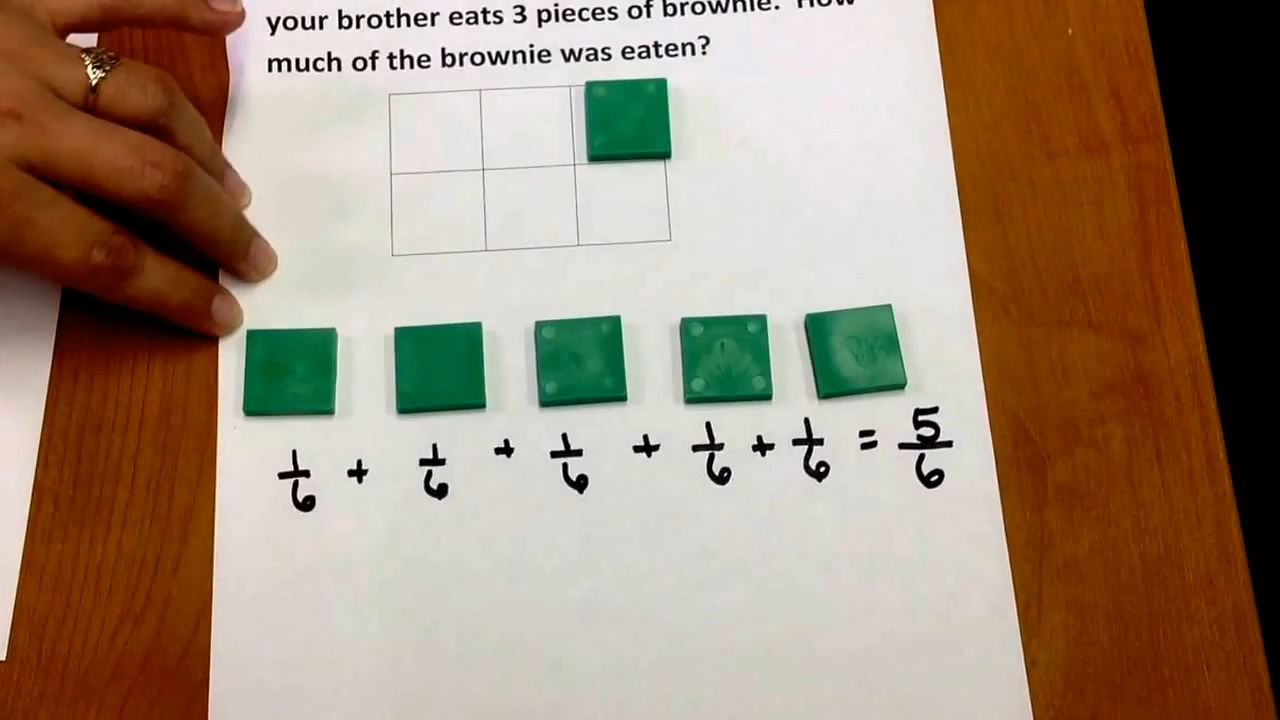 your brother eats 3 pieces of brownie. How
much of the brownie was eaten?
1/6 + 1/6 + 1/6 + 1/6 + 1/6 = 5/6